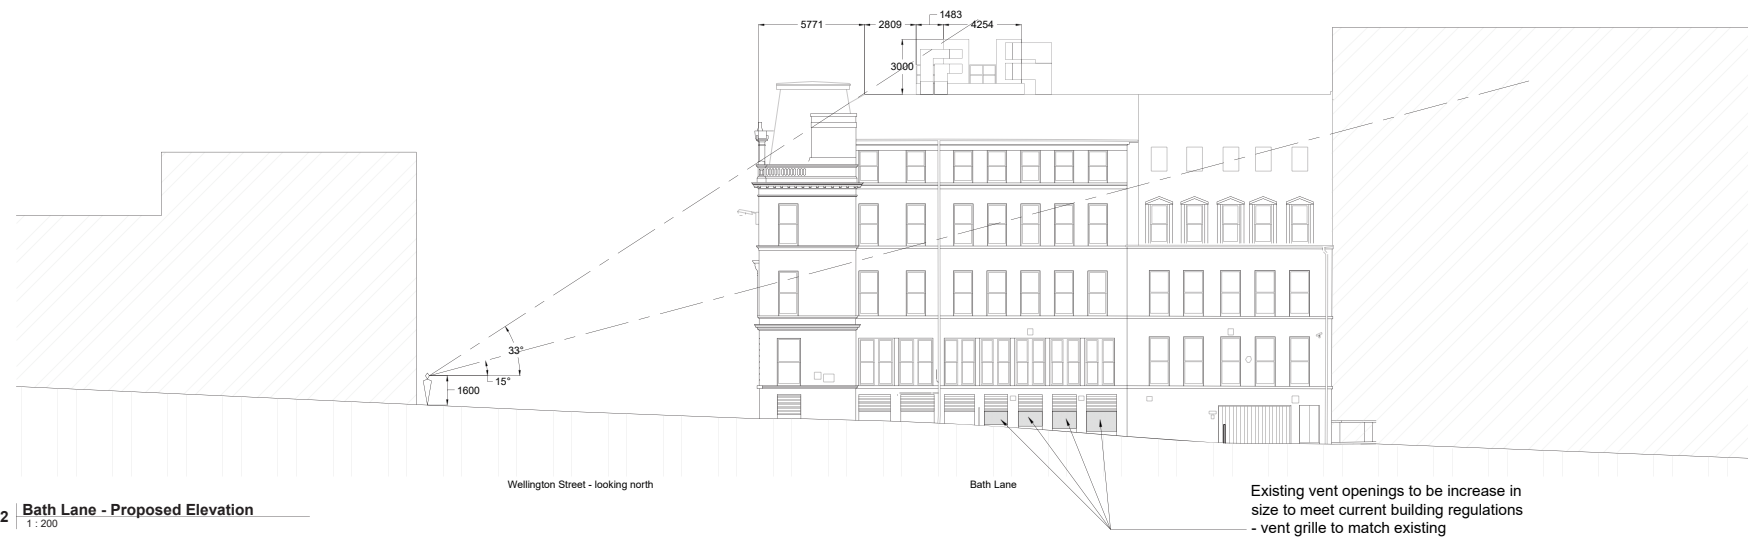 5771
2809
1483
4254
3000
33°
15°
1600
Wellington Street - looking north
Bath Lane
Existing vent openings to be increase in
size to meet current building regulations
- vent grille to match existing
2
Bath Lane - Proposed Elevation
1 : 200